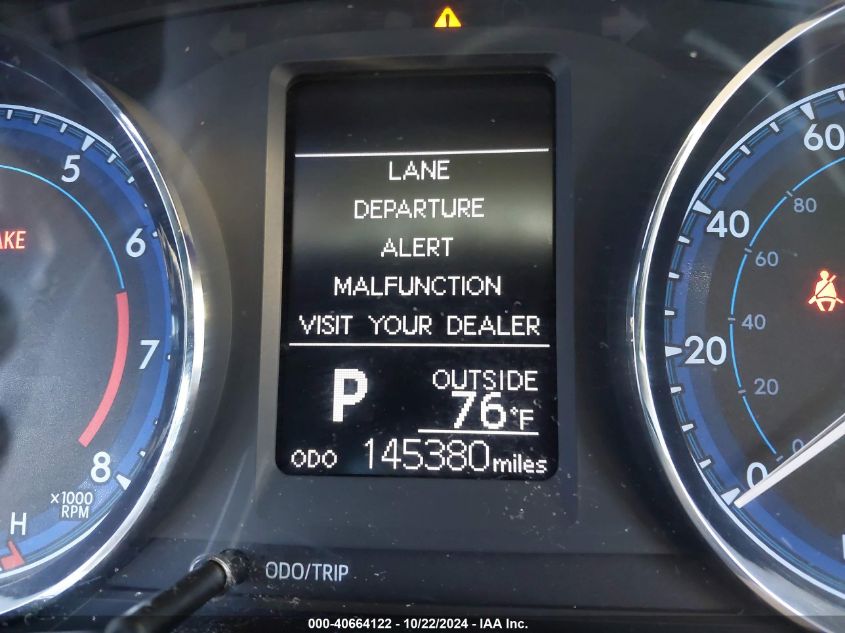 LANE
DEPARTURE
ALERT
MALFUNCTION
VISIT YOUR DEALER
P
OUTSIDE
76°F
ODO 145380 miles
5
6
7
8
x1000
RPM
H
AKE
60
40
20
0
80
60
40
20
0
ODO/TRIP
000-40664122 - 10/22/2024 - IAA Inc.